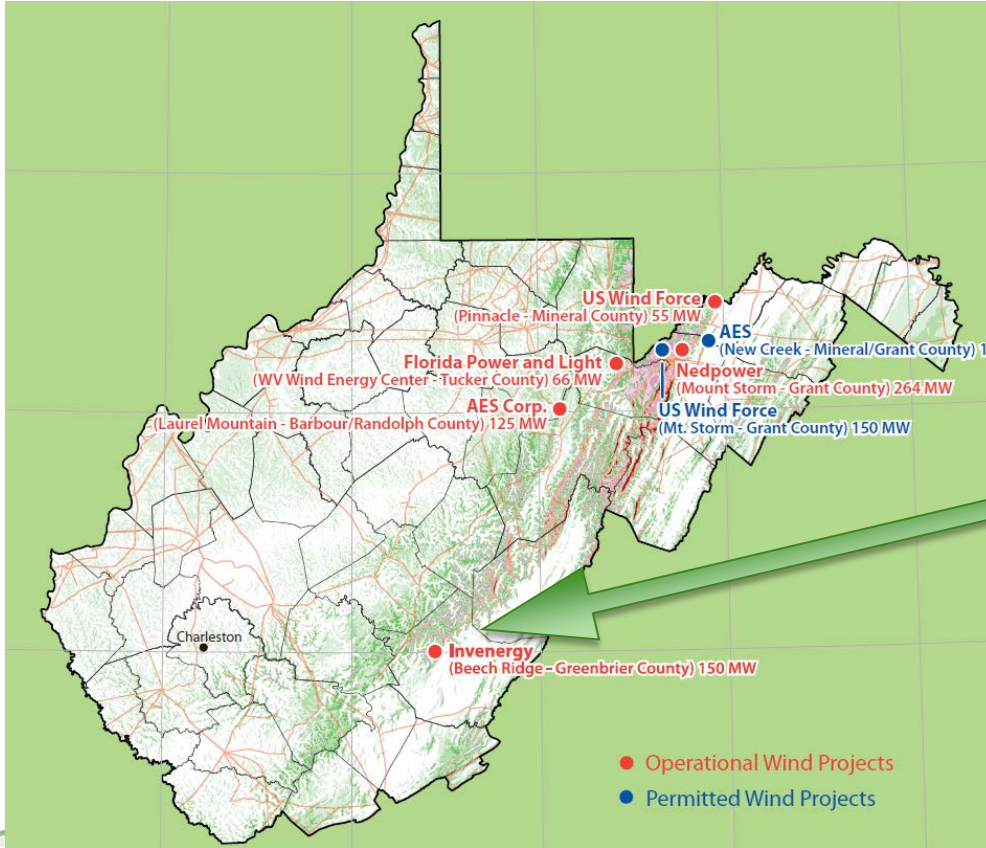 US Wind Force
(Pinnacle - Mineral County) 55 MW
AES
(New Creek - Mineral/Grant County) 1
Florida Power and Light
(WV Wind Energy Center - Tucker County) 66 MW
Nedpower
(Mount Storm - Grant County) 264 MW
AES Corp.
(Laurel Mountain - Barbour/Randolph County) 125 MW
US Wind Force
(Mt. Storm - Grant County) 150 MW
Charleston
Invenergy
(Beech Ridge - Greenbrier County) 150 MW
Operational Wind Projects
Permitted Wind Projects